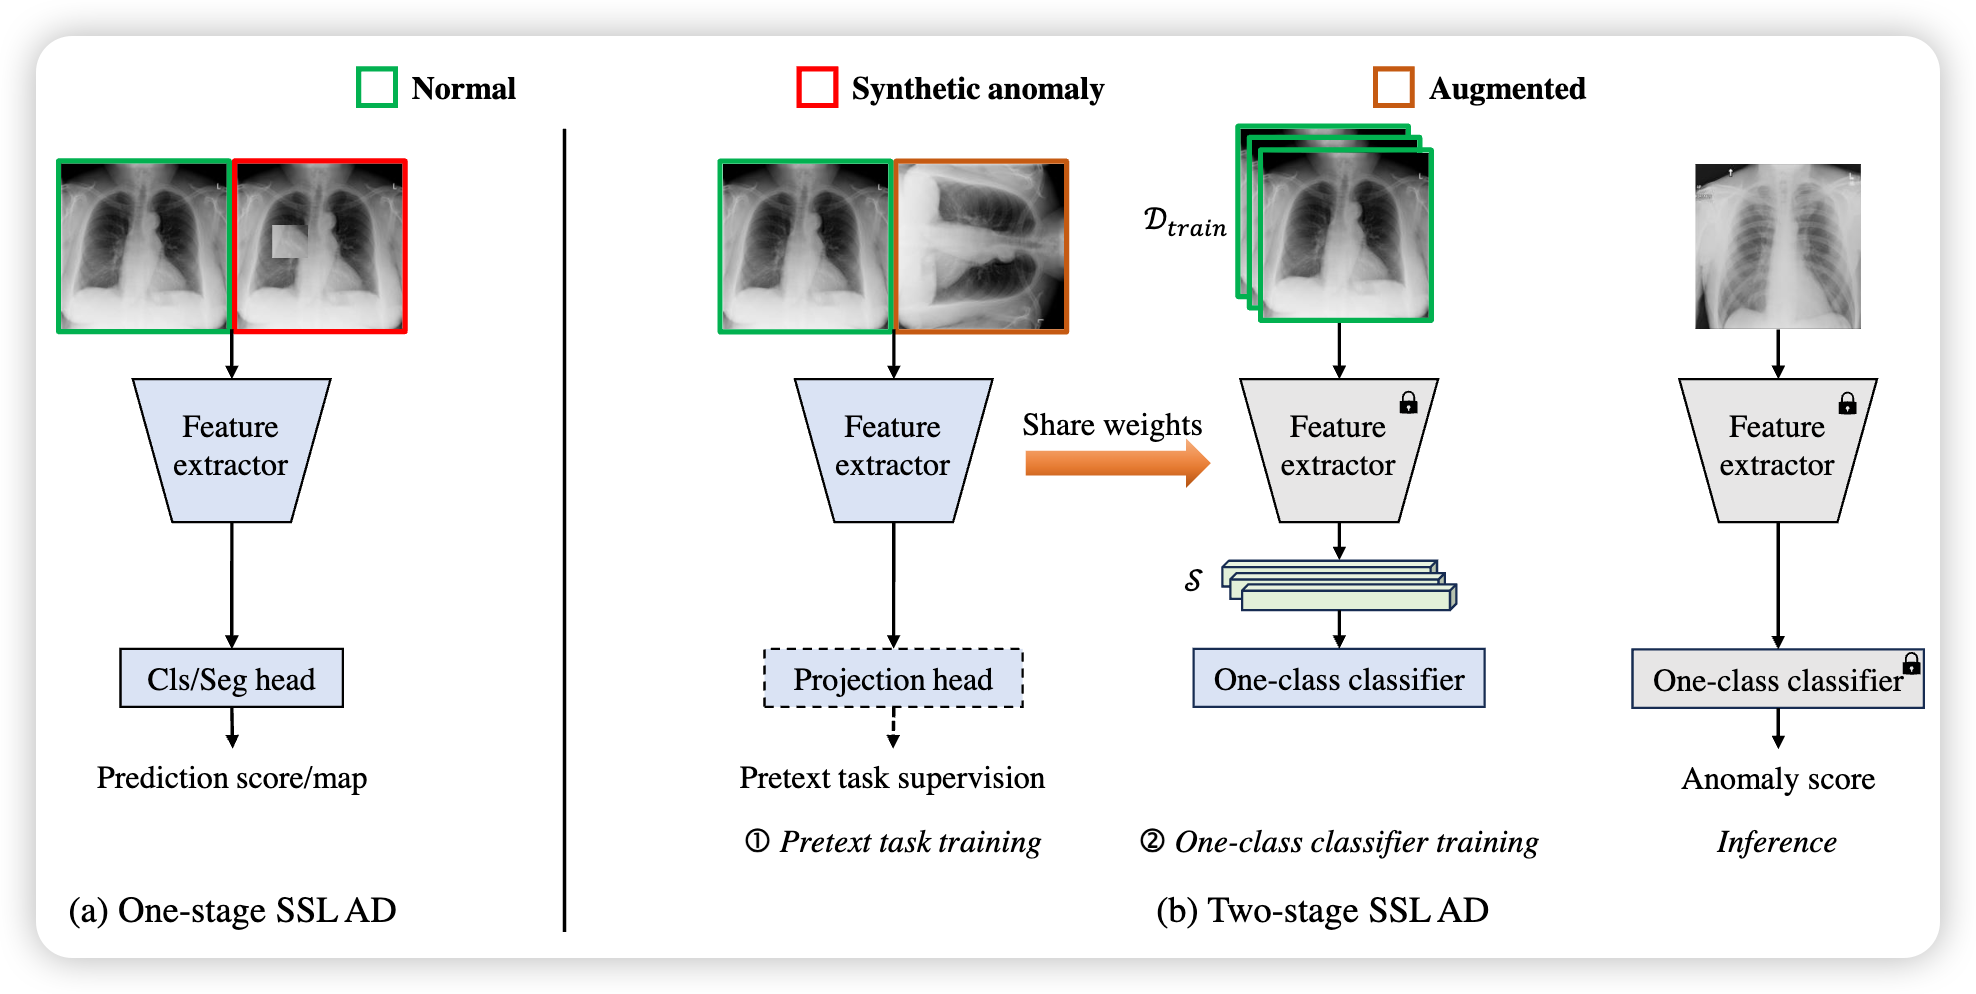 Normal
Synthetic anomaly
Augmented
Feature
extractor
Cls/Seg head
Prediction score/map
(a) One-stage SSL AD
Feature
extractor
Projection head
Pretext task supervision
① Pretext task training
Share weights
𝒟train
Feature
extractor
𝒮
One-class classifier
② One-class classifier training
Feature
extractor
One-class classifier
Anomaly score
Inference
(b) Two-stage SSL AD